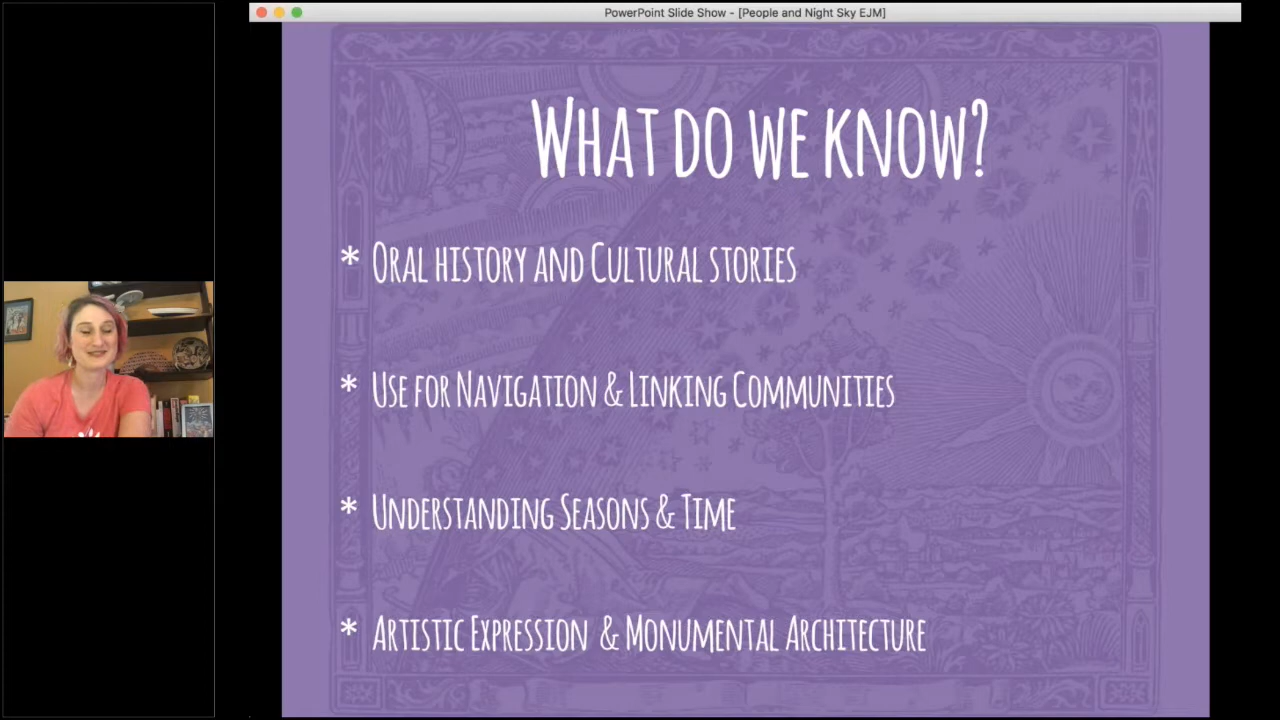 PowerPoint Slide Show - [People and Night Sky EJM]
What do we know?
* Oral history and Cultural stories
* Use for Navigation & Linking Communities
* Understanding Seasons & Time
* Artistic Expression & Monumental Architecture